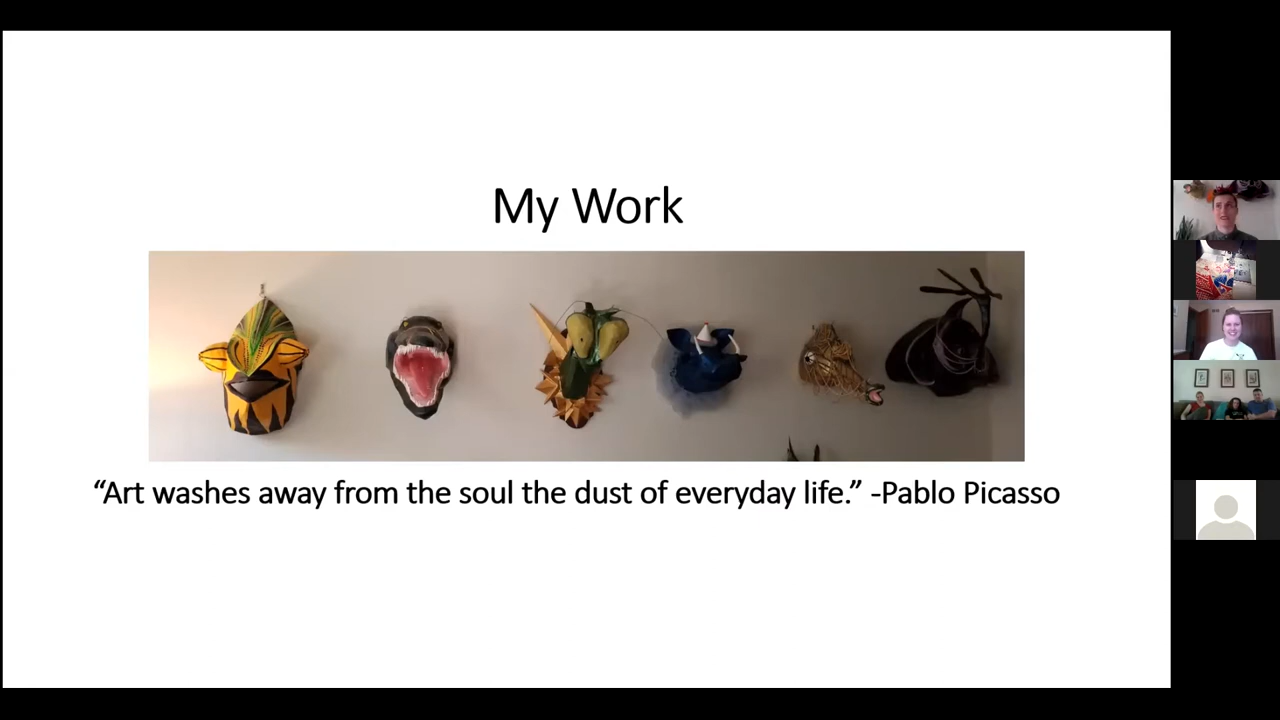 My Work
“Art washes away from the soul the dust of everyday life.” -Pablo Picasso